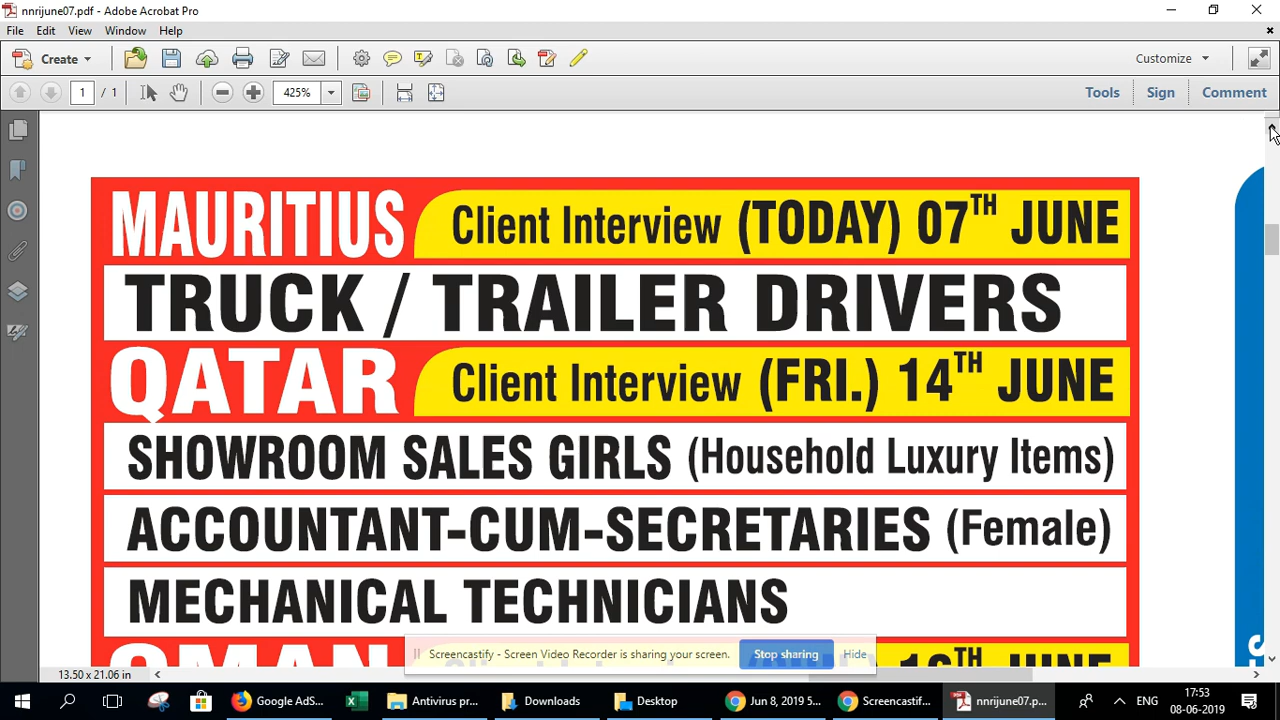 nnrijune07.pdf - Adobe Acrobat Pro
File Edit View Window Help
Create
Customize
1 / 1
425%
Tools Sign Comment
MAURITIUS Client Interview (TODAY) 07TH JUNE
TRUCK / TRAILER DRIVERS
QATAR Client Interview (FRI.) 14TH JUNE
SHOWROOM SALES GIRLS (Household Luxury Items)
ACCOUNTANT-CUM-SECRETARIES (Female)
MECHANICAL TECHNICIANS
OMAN 16TH
Screencastify - Screen Video Recorder is sharing your screen. Stop sharing Hide
13.50 x 21.06 in
Google AdS... Antivirus pr... Downloads Desktop Jun 8, 2019 5... Screencastif... nnrijune07.p... ENG 17:53
08-06-2019